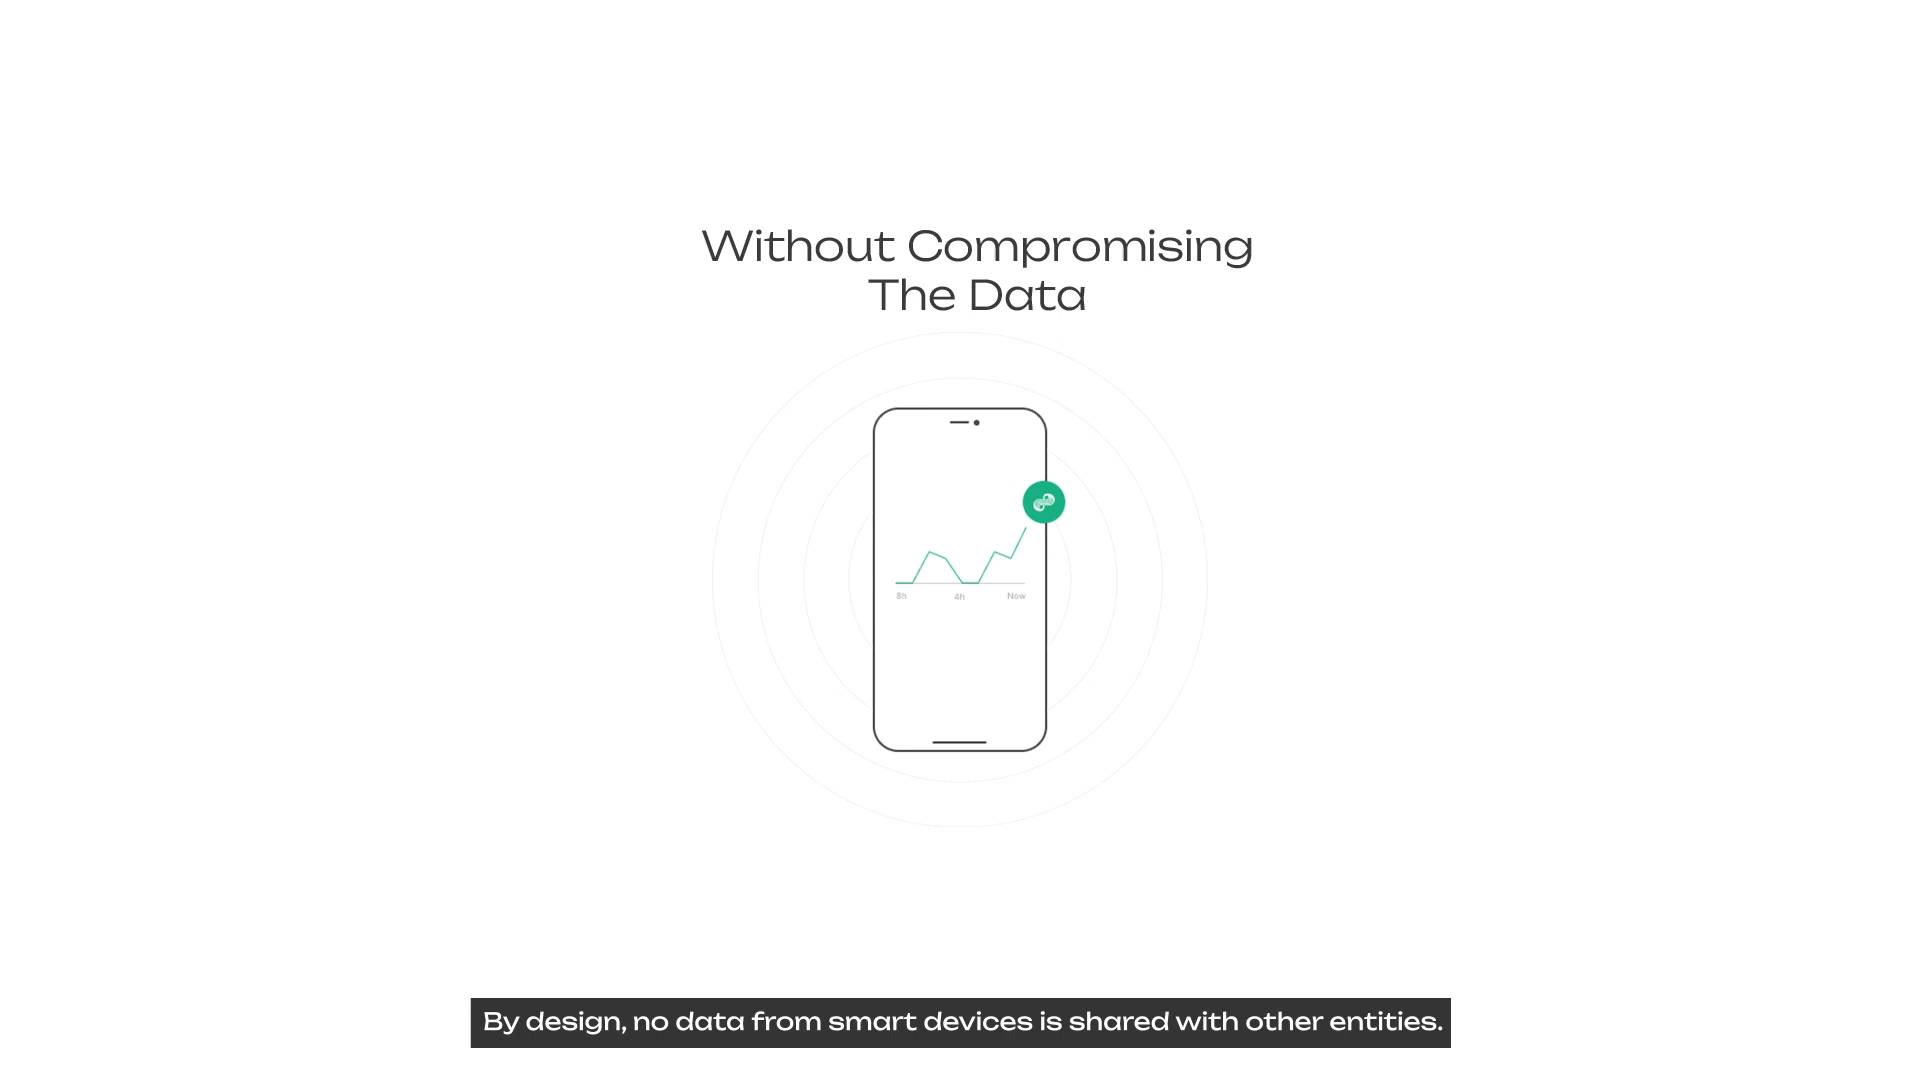 Without Compromising
The Data
8h 4h Now
By design, no data from smart devices is shared with other entities.